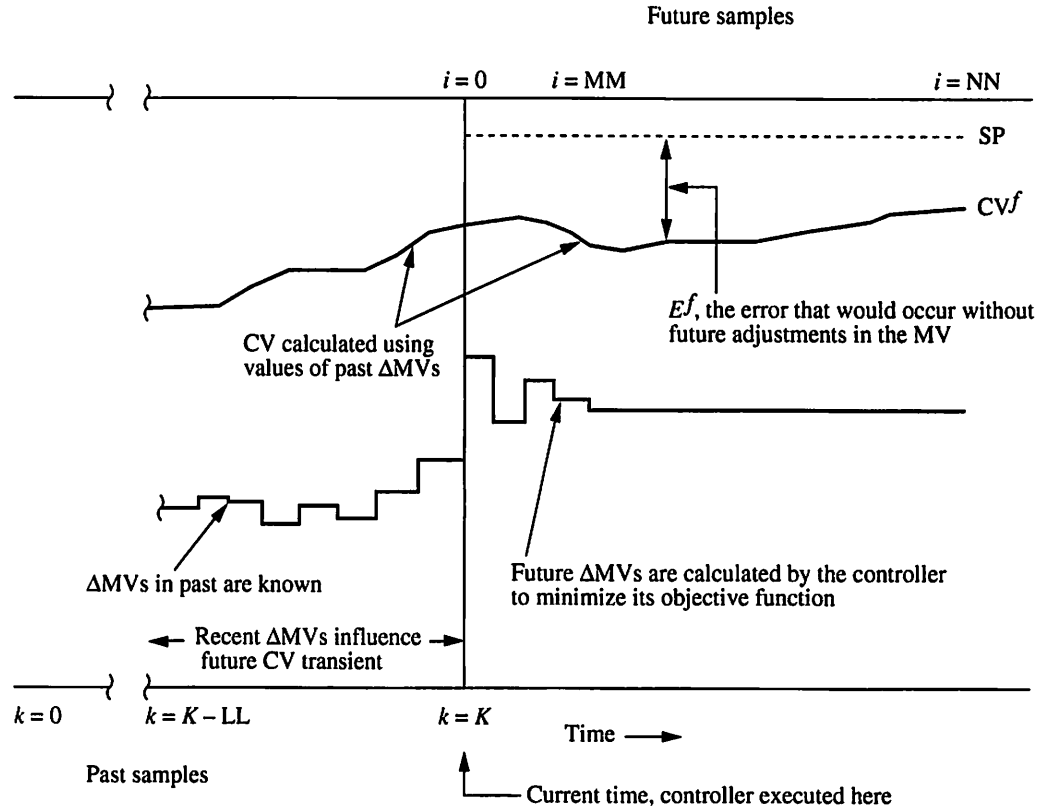 Future samples
i = 0
i = MM
i = NN
SP
CVf
Ef, the error that would occur without
future adjustments in the MV
CV calculated using
values of past ΔMVs
ΔMVs in past are known
Future ΔMVs are calculated by the controller
to minimize its objective function
Recent ΔMVs influence
future CV transient
k = 0
k = K – LL
k = K
Time
Past samples
Current time, controller executed here